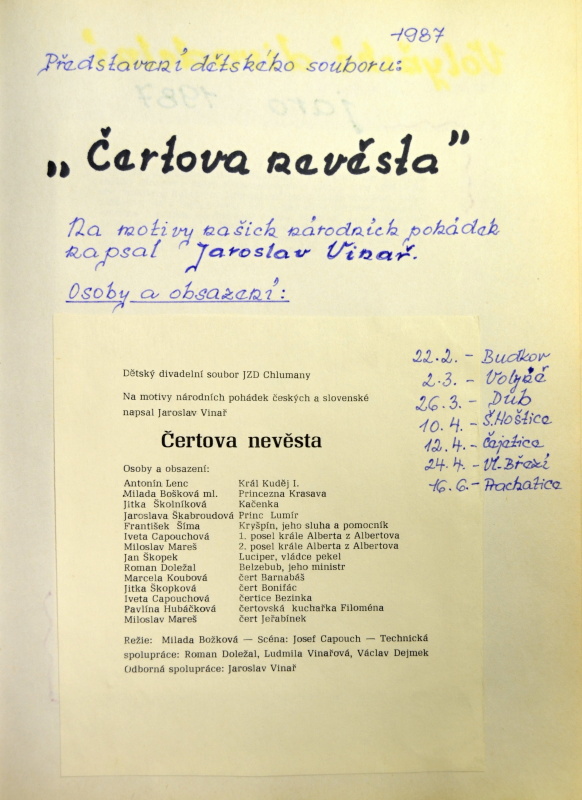 1987
Představení dětského souboru:
„Čertova nevěsta”
Na motivy našich národních pohádek
napsal Jaroslav Vinař.
Osoby a obsazení:
Dětský divadelní soubor JZD Chlumany
Na motivy národních pohádek českých a slovenské
napsal Jaroslav Vinař
Čertova nevěsta
Osoby a obsazení:
Antonín Lenc Král Kuděj I.
Milada Bošková ml. Princezna Krasava
Jitka Školníková Kačenka
Jaroslava Škabroudová Princ Lumír
František Šíma Kryšpín, jeho sluha a pomocník
Iveta Capouchová 1. posel krále Alberta z Albertova
Miloslav Mareš 2. posel krále Alberta z Albertova
Jan Škopek Luciper, vládce pekel
Roman Doležal Belzebub, jeho ministr
Marcela Koubová čert Barnabáš
Jitka Škopková čert Bonifác
Iveta Capouchová čertice Bezinka
Pavlína Hubáčková čertovská kuchařka Filoména
Miloslav Mareš čert Jeřabínek
Režie: Milada Božková — Scéna: Josef Capouch — Technická
spolupráce: Roman Doležal, Ludmila Vinařová, Václav Dejmek
Odborná spolupráce: Jaroslav Vinař
22.2. - Budkov
2.3. - Volyně
26.3. - Dub
10.4. - Š.Hoštice
12.4. - Čejetice
24.4. - Vl. Březí
16.6. - Prachatice
jaro 1987